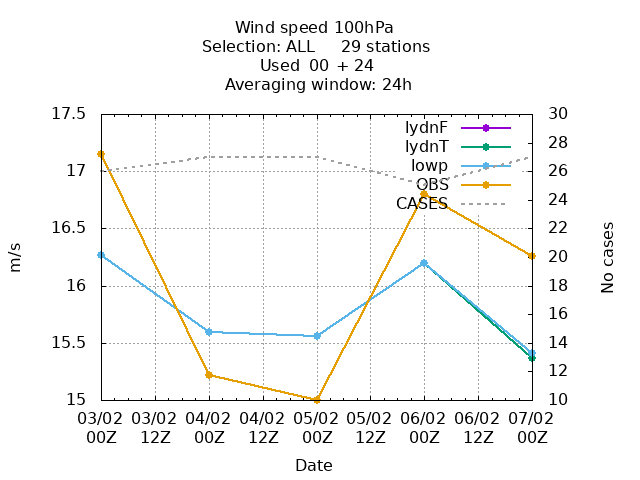 Wind speed 100hPa
Selection: ALL     29 stations
Used  00  + 24
Averaging window: 24h
17.5
17
16.5
16
15.5
15
m/s
30
28
26
24
22
20
18
16
14
12
10
No cases
lydnF
lydnT
lowp
OBS
CASES
03/02 03/02 04/02 04/02 05/02 05/02 06/02 06/02 07/02
00Z 12Z 00Z 12Z 00Z 12Z 00Z 12Z 00Z
Date